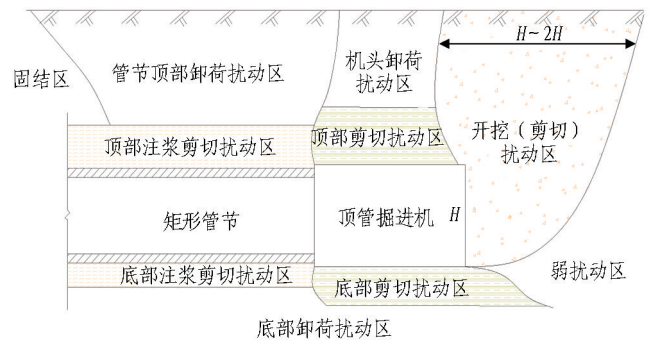 H~2H
固结区
管节顶部卸荷扰动区
机头卸荷
扰动区
开挖（剪切）
扰动区
顶部注浆剪切扰动区
顶部剪切扰动区
矩形管节
顶管掘进机
H
底部注浆剪切扰动区
底部剪切扰动区
弱扰动区
底部卸荷扰动区